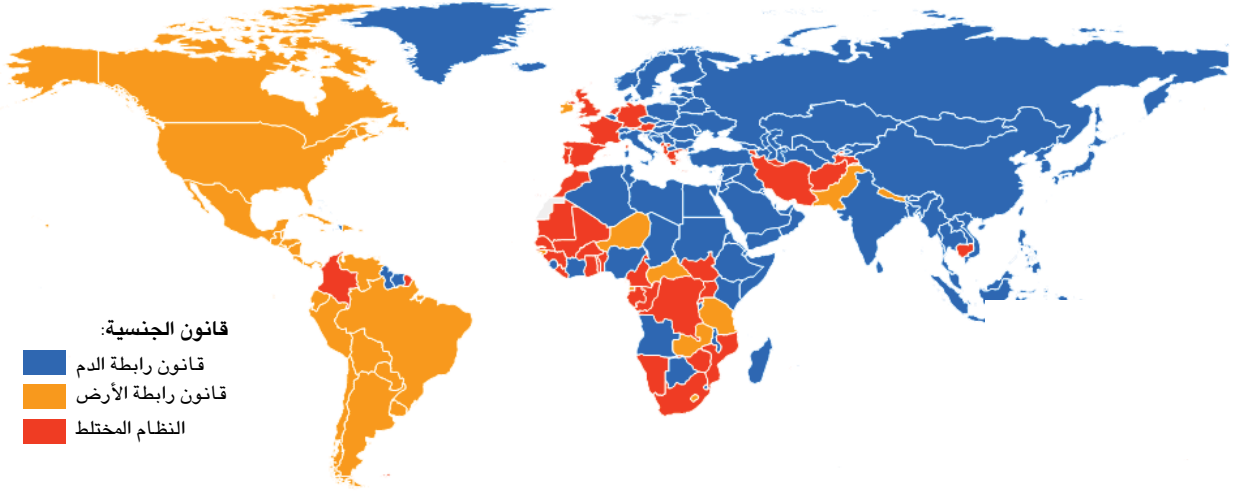 قانون الجنسية:
قانون رابطة الدم
قانون رابطة الأرض
النظام المختلط